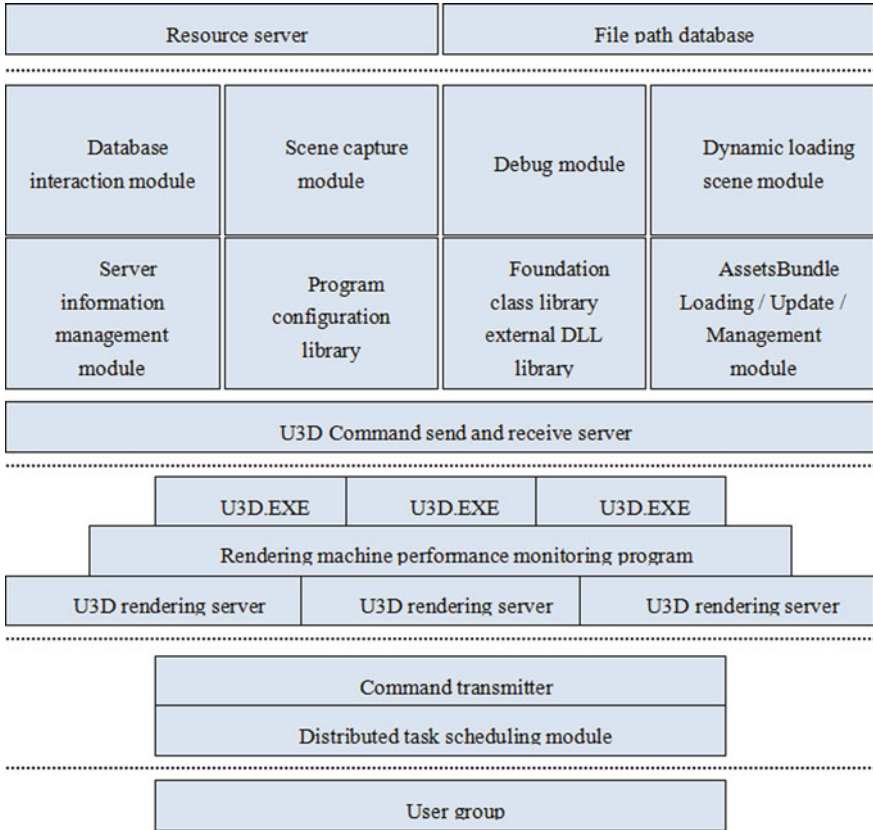 Resource server
File path database
Database
interaction module
Scene capture
module
Debug module
Dynamic loading
scene module
Server
information
management
module
Program
configuration
library
Foundation
class library
external DLL
library
AssetsBundle
Loading / Update /
Management
module
U3D Command send and receive server
U3D.EXE
U3D.EXE
U3D.EXE
Rendering machine performance monitoring program
U3D rendering server
U3D rendering server
U3D rendering server
Command transmitter
Distributed task scheduling module
User group